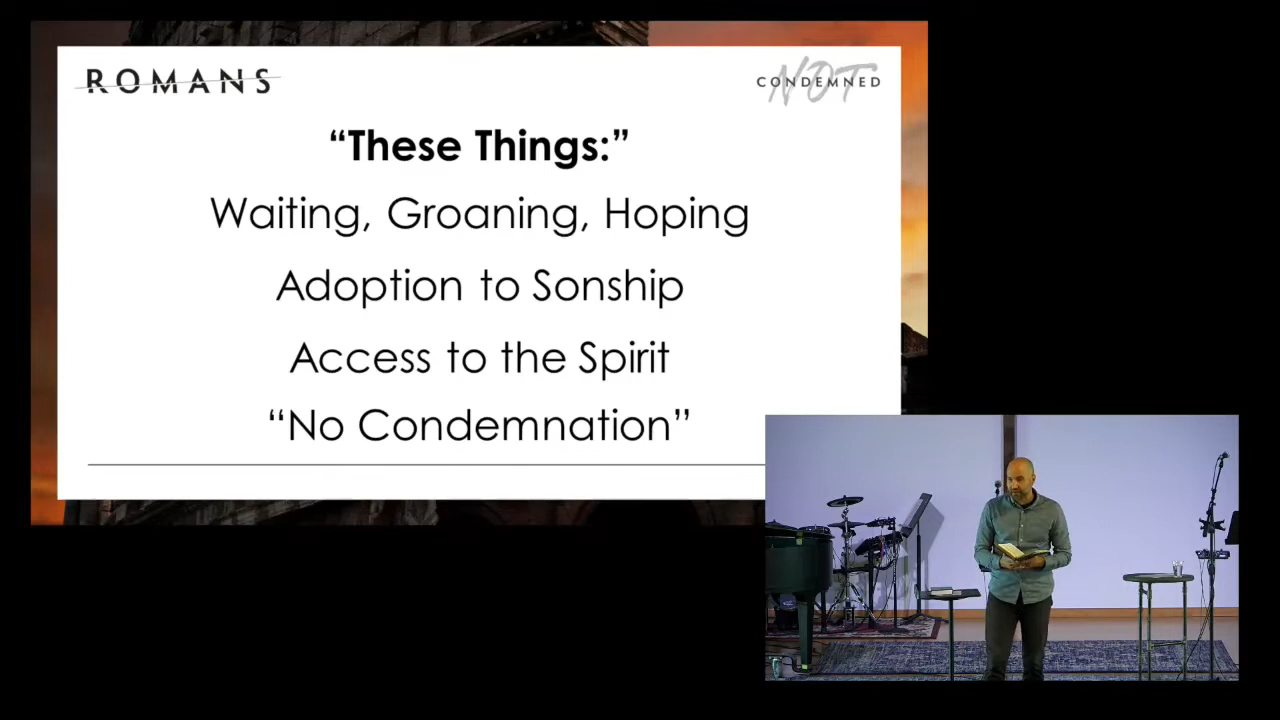 ROMANS
CONDEMNED
NOT
“These Things:”
Waiting, Groaning, Hoping
Adoption to Sonship
Access to the Spirit
“No Condemnation”